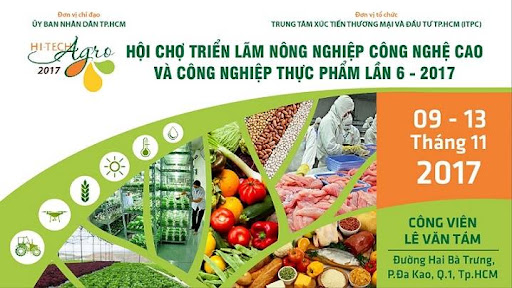 Đơn vị chỉ đạo
ỦY BAN NHÂN DÂN TP.HCM
Đơn vị tổ chức
TRUNG TÂM XÚC TIẾN THƯƠNG MẠI VÀ ĐẦU TƯ TP.HCM (ITPC)
HI-TECH
Agro
2017
HỘI CHỢ TRIỂN LÃM NÔNG NGHIỆP CÔNG NGHỆ CAO
VÀ CÔNG NGHIỆP THỰC PHẨM LẦN 6 - 2017
09 - 13
Tháng 11
2017
CÔNG VIÊN
LÊ VĂN TÁM
Đường Hai Bà Trưng,
P.Đa Kao, Q.1, Tp.HCM